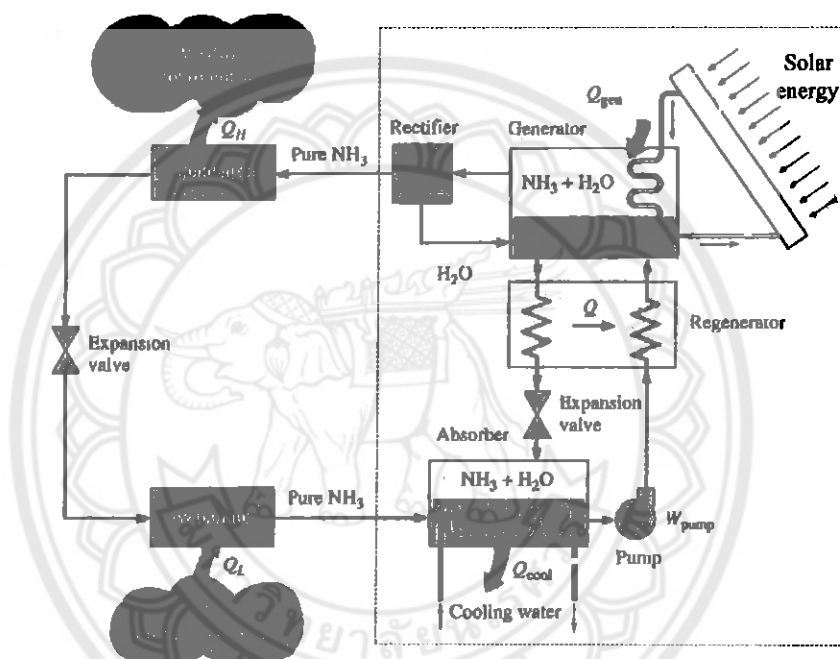 Solar
energy
Q_gen
Rectifier
Generator
Q_H
Pure NH3
NH3 + H2O
H2O
Q
Regenerator
Expansion
valve
Expansion
valve
Absorber
NH3 + H2O
Pure NH3
W_pump
Pump
Q_L
Q_cool
Cooling water